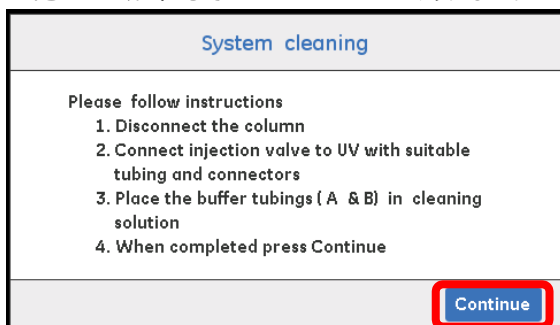 System cleaning
Please follow instructions
1. Disconnect the column
2. Connect injection valve to UV with suitable
tubing and connectors
3. Place the buffer tubings ( A & B) in cleaning
solution
4. When completed press Continue
Continue